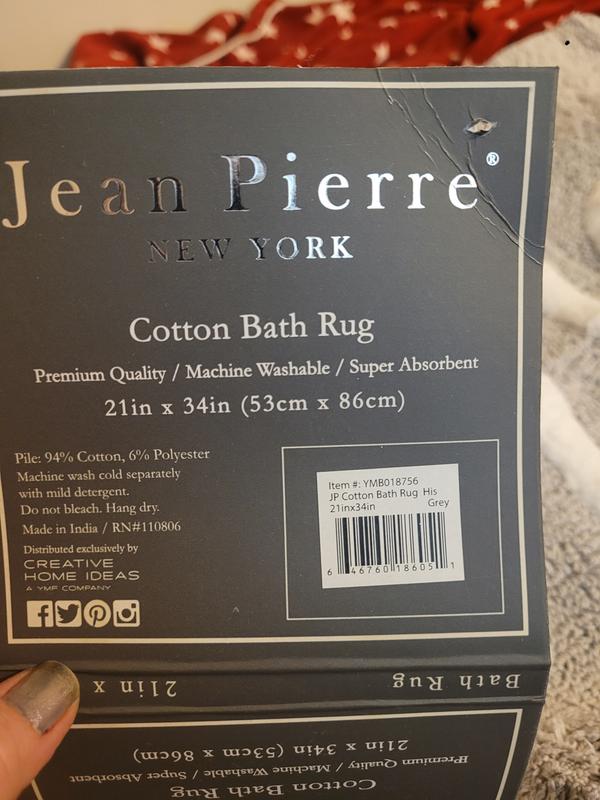 Jean Pierre®
NEW YORK
Cotton Bath Rug
Premium Quality / Machine Washable / Super Absorbent
21in x 34in (53cm x 86cm)
Pile: 94% Cotton, 6% Polyester
Machine wash cold separately
with mild detergent.
Do not bleach. Hang dry.
Made in India / RN#110806
Distributed exclusively by
CREATIVE
HOME IDEAS
A YMF COMPANY
Item #: YMB018756
JP Cotton Bath Rug His
21inx34in Grey
6 46760 18605 1
Bath Rug
21in x
Cotton Bath Rug
Premium Quality / Machine Washable / Super Absorbent
21in x 34in (53cm x 86cm)